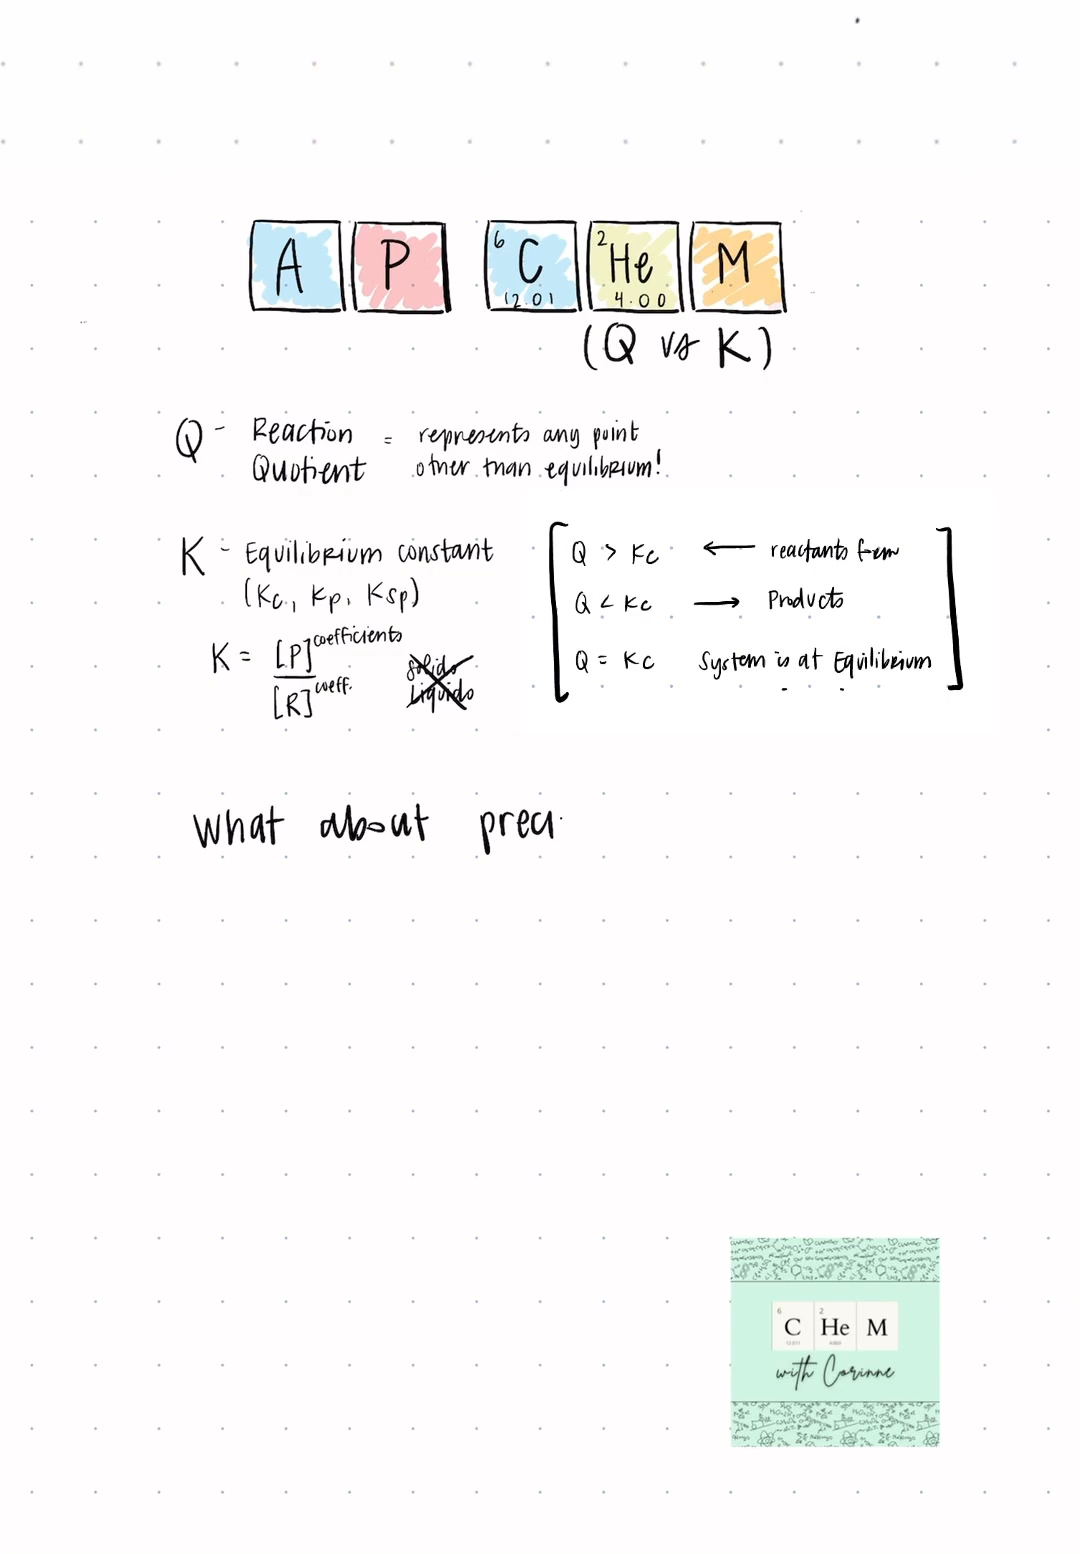 A P 6 C 12.01 2 He 4.00 M
(Q vs K)
Q - Reaction = represents any point
Quotient other than equilibrium!
K - Equilibrium constant
(Kc, Kp, Ksp)
K = [P]^coefficients
[R]^coeff.
Solids
Liquids
Q > Kc ← reactants form
Q < Kc → Products
Q = Kc System is at Equilibrium
What about prec
6 C 2 He M
with Corinne